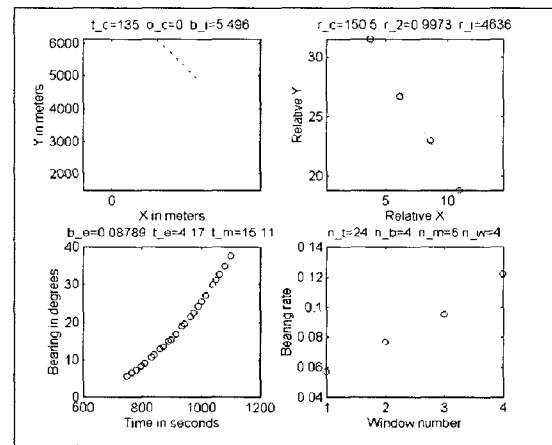 t_c=135 o_c=0 b_i=5 496
6000
5000
4000
3000
2000
Y in meters
0
X in meters
r_c=150 5 r_2=0 9973 r_i=4636
30
25
20
Relative Y
5 10
Relative X
b_e=0 08789 t_e=4 17 t_m=15 11
40
30
20
10
0
Bearing in degrees
600 800 1000 1200
Time in seconds
n_t=24 n_b=4 n_m=6 n_w=4
0.14
0.12
0.1
0.08
0.06
0 04
Bearing rate
1 2 3 4
Window number